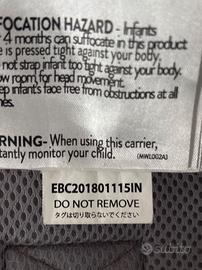 FOCATION HAZARD - Infants
4 months can suffocate in this product
is pressed tight against your body.
not strap infant too tight against your body.
room for head movement.
ep infant's face free from obstructions at all
RNING- When using this carrier,
stantly monitor your child. (MWL002A)
EBC201801115IN
DO NOT REMOVE
タグは切り取らないでください
Subito